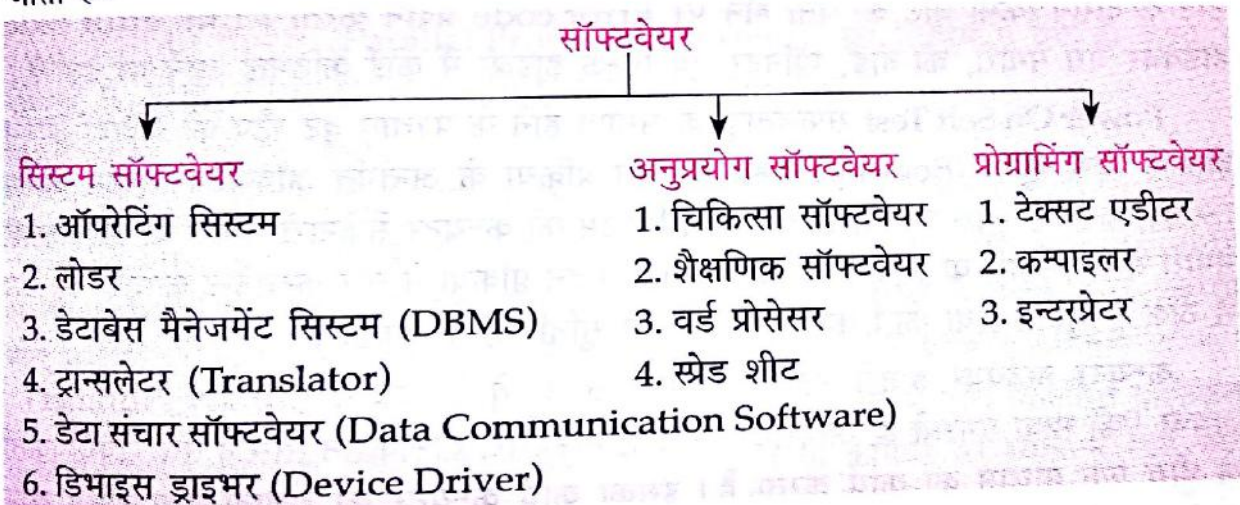 सॉफ्टवेयर
सिस्टम सॉफ्टवेयर
1. ऑपरेटिंग सिस्टम
2. लोडर
3. डेटाबेस मैनेजमेंट सिस्टम (DBMS)
4. ट्रान्सलेटर (Translator)
5. डेटा संचार सॉफ्टवेयर (Data Communication Software)
6. डिभाइस ड्राइभर (Device Driver)
अनुप्रयोग सॉफ्टवेयर
1. चिकित्सा सॉफ्टवेयर
2. शैक्षणिक सॉफ्टवेयर
3. वर्ड प्रोसेसर
4. स्प्रेड शीट
प्रोग्रामिंग सॉफ्टवेयर
1. टेक्सट एडीटर
2. कम्पाइलर
3. इन्टरप्रेटर